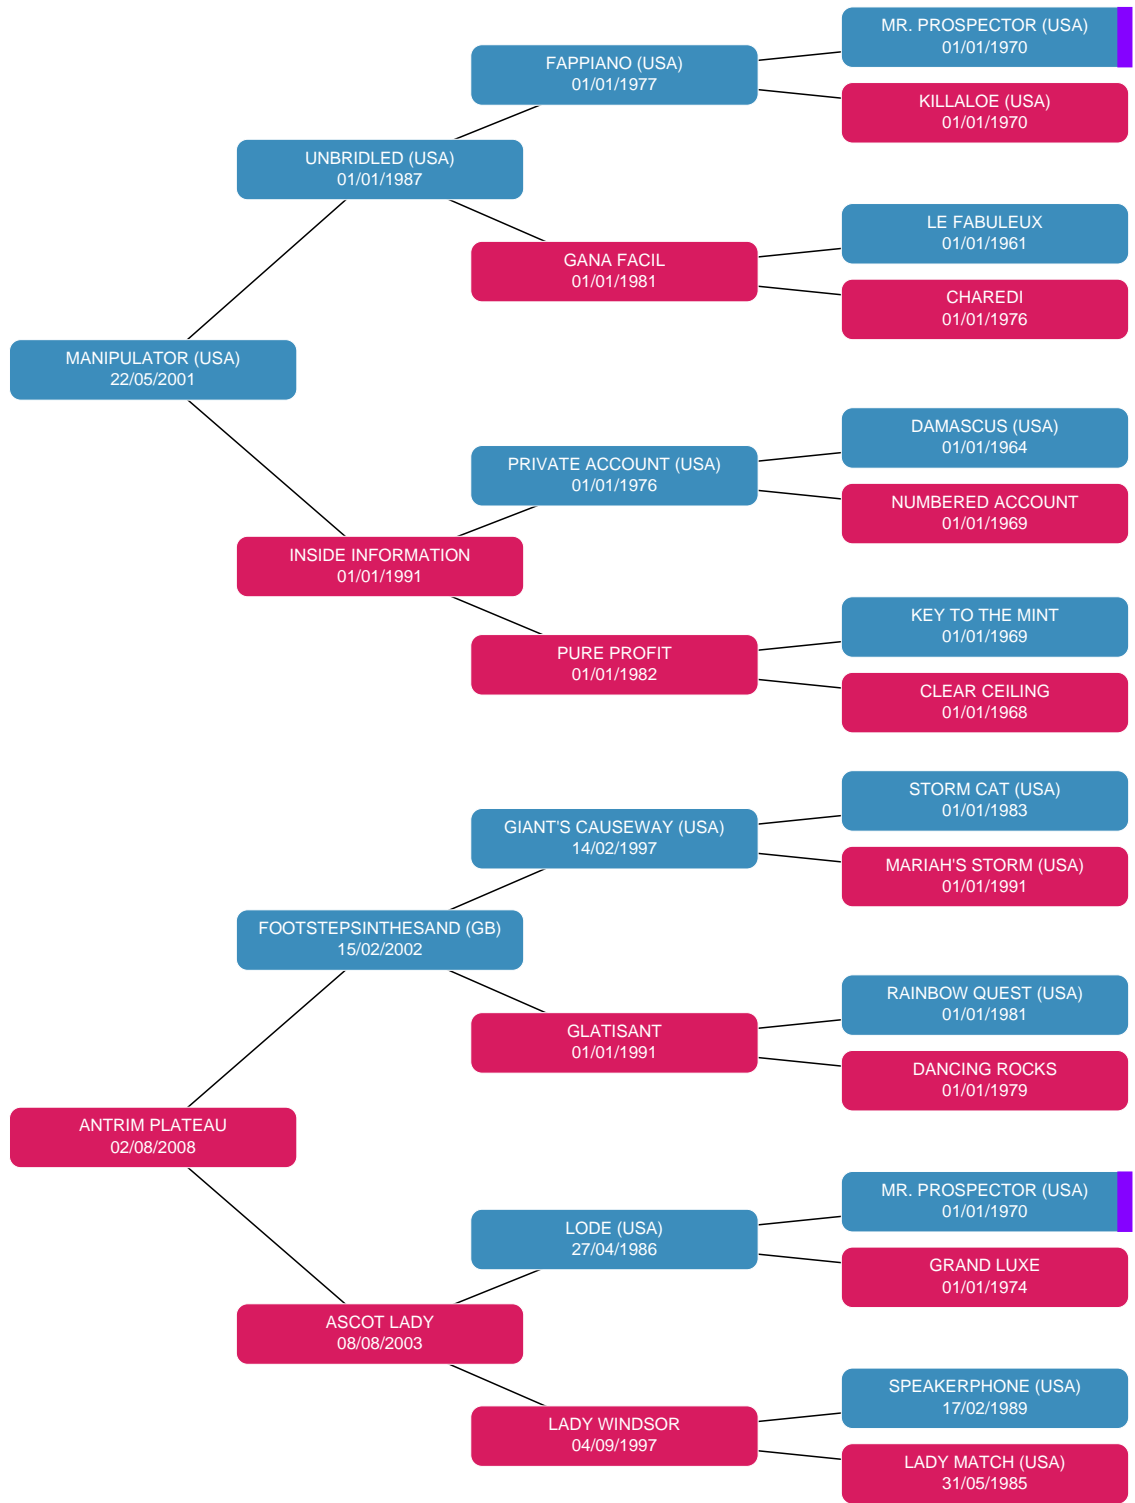 MR. PROSPECTOR (USA)
01/01/1970
FAPPIANO (USA)
01/01/1977
KILLALOE (USA)
01/01/1970
UNBRIDLED (USA)
01/01/1987
LE FABULEUX
01/01/1961
GANA FACIL
01/01/1981
CHAREDI
01/01/1976
MANIPULATOR (USA)
22/05/2001
DAMASCUS (USA)
01/01/1964
PRIVATE ACCOUNT (USA)
01/01/1976
NUMBERED ACCOUNT
01/01/1969
INSIDE INFORMATION
01/01/1991
KEY TO THE MINT
01/01/1969
PURE PROFIT
01/01/1982
CLEAR CEILING
01/01/1968
STORM CAT (USA)
01/01/1983
GIANT'S CAUSEWAY (USA)
14/02/1997
MARIAH'S STORM (USA)
01/01/1991
FOOTSTEPSINTHESAND (GB)
15/02/2002
RAINBOW QUEST (USA)
01/01/1981
GLATISANT
01/01/1991
DANCING ROCKS
01/01/1979
ANTRIM PLATEAU
02/08/2008
MR. PROSPECTOR (USA)
01/01/1970
LODE (USA)
27/04/1986
GRAND LUXE
01/01/1974
ASCOT LADY
08/08/2003
SPEAKERPHONE (USA)
17/02/1989
LADY WINDSOR
04/09/1997
LADY MATCH (USA)
31/05/1985